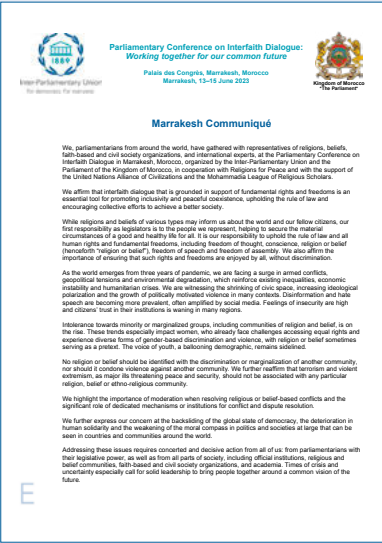 1889
Inter-Parliamentary Union
For democracy. For everyone.
Parliamentary Conference on Interfaith Dialogue:
Working together for our common future
Palais des Congrès, Marrakesh, Morocco
Marrakesh, 13–15 June 2023
Kingdom of Morocco
"The Parliament"
Marrakesh Communiqué
We, parliamentarians from around the world, have gathered with representatives of religions, beliefs,
faith-based and civil society organizations, and international experts, at the Parliamentary Conference on
Interfaith Dialogue in Marrakesh, Morocco, organized by the Inter-Parliamentary Union and the
Parliament of the Kingdom of Morocco, in cooperation with Religions for Peace and with the support of
the United Nations Alliance of Civilizations and the Mohammadia League of Religious Scholars.
We affirm that interfaith dialogue that is grounded in support of fundamental rights and freedoms is an
essential tool for promoting inclusivity and peaceful coexistence, upholding the rule of law and
encouraging collective efforts to achieve a better society.
While religions and beliefs of various types may inform us about the world and our fellow citizens, our
first responsibility as legislators is to the people we represent, helping to secure the material
circumstances of a good and healthy life for all. It is our responsibility to uphold the rule of law and all
human rights and fundamental freedoms, including freedom of thought, conscience, religion or belief
(henceforth "religion or belief"), freedom of speech and freedom of assembly. We also affirm the
importance of ensuring that such rights and freedoms are enjoyed by all, without discrimination.
As the world emerges from three years of pandemic, we are facing a surge in armed conflicts,
geopolitical tensions and environmental degradation, which reinforce existing inequalities, economic
instability and humanitarian crises. We are witnessing the shrinking of civic space, increasing ideological
polarization and the growth of politically motivated violence in many contexts. Disinformation and hate
speech are becoming more prevalent, often amplified by social media. Feelings of insecurity are high
and citizens' trust in their institutions is waning in many regions.
Intolerance towards minority or marginalized groups, including communities of religion and belief, is on
the rise. These trends especially impact women, who already face challenges accessing equal rights and
experience diverse forms of gender-based discrimination and violence, with religion or belief sometimes
serving as a pretext. The voice of youth, a ballooning demographic, remains sidelined.
No religion or belief should be identified with the discrimination or marginalization of another community,
nor should it condone violence against another community. We further reaffirm that terrorism and violent
extremism, as major ills threatening peace and security, should not be associated with any particular
religion, belief or ethno-religious community.
We highlight the importance of moderation when resolving religious or belief-based conflicts and the
significant role of dedicated mechanisms or institutions for conflict and dispute resolution.
We further express our concern at the backsliding of the global state of democracy, the deterioration in
human solidarity and the weakening of the moral compass in politics and societies at large that can be
seen in countries and communities around the world.
Addressing these issues requires concerted and decisive action from all of us: from parliamentarians with
their legislative power, as well as from all parts of society, including official institutions, religious and
belief communities, faith-based and civil society organizations, and academia. Times of crisis and
uncertainty especially call for solid leadership to bring people together around a common vision of the
future.
E